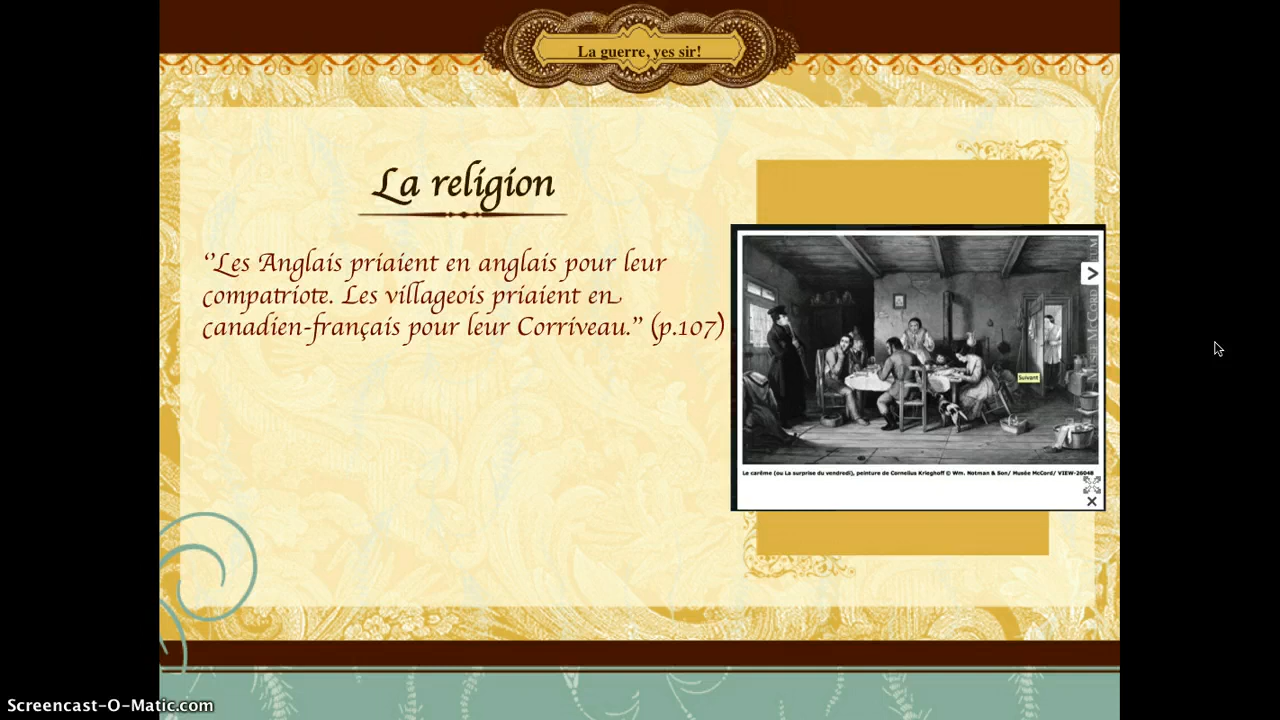 La guerre, yes sir!
La religion
"Les Anglais priaient en anglais pour leur
compatriote. Les villageois priaient en
canadien-français pour leur Corriveau." (p.107)
Suivant
Le carême (ou La surprise du vendredi), peinture de Cornelius Krieghoff © Wm. Notman & Son/ Musée McCord/ VIEW-26048
Screencast-O-Matic.com